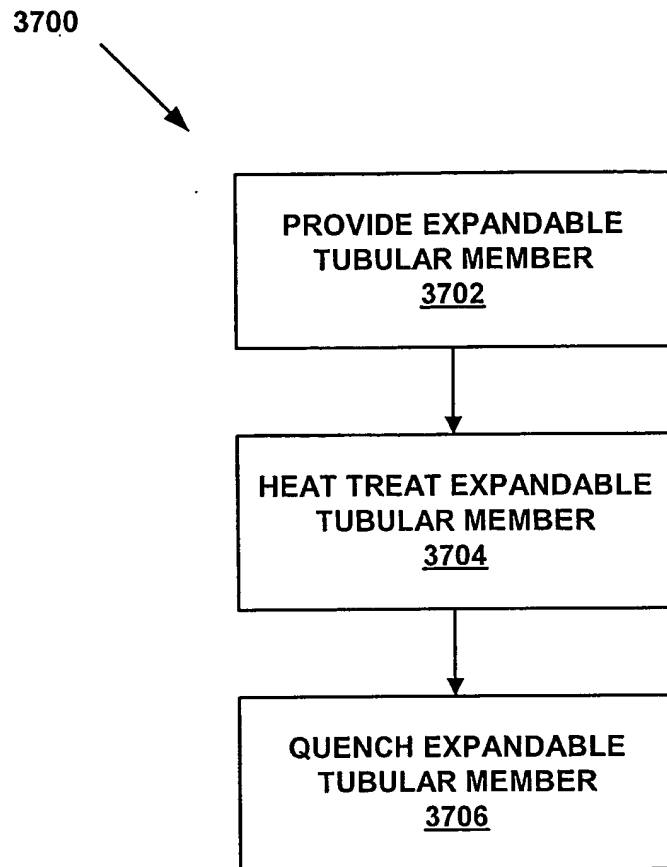 3700
PROVIDE EXPANDABLE
TUBULAR MEMBER
3702
HEAT TREAT EXPANDABLE
TUBULAR MEMBER
3704
QUENCH EXPANDABLE
TUBULAR MEMBER
3706